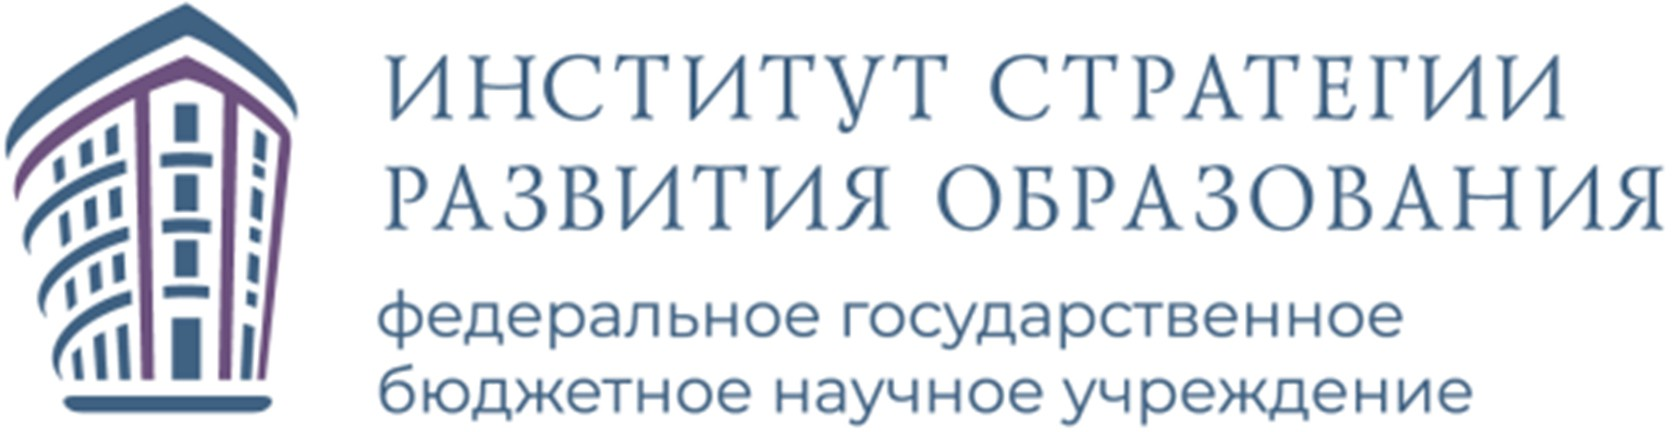 ИНСТИТУТ СТРАТЕГИИ
РАЗВИТИЯ ОБРАЗОВАНИЯ
федеральное государственное
бюджетное научное учреждение